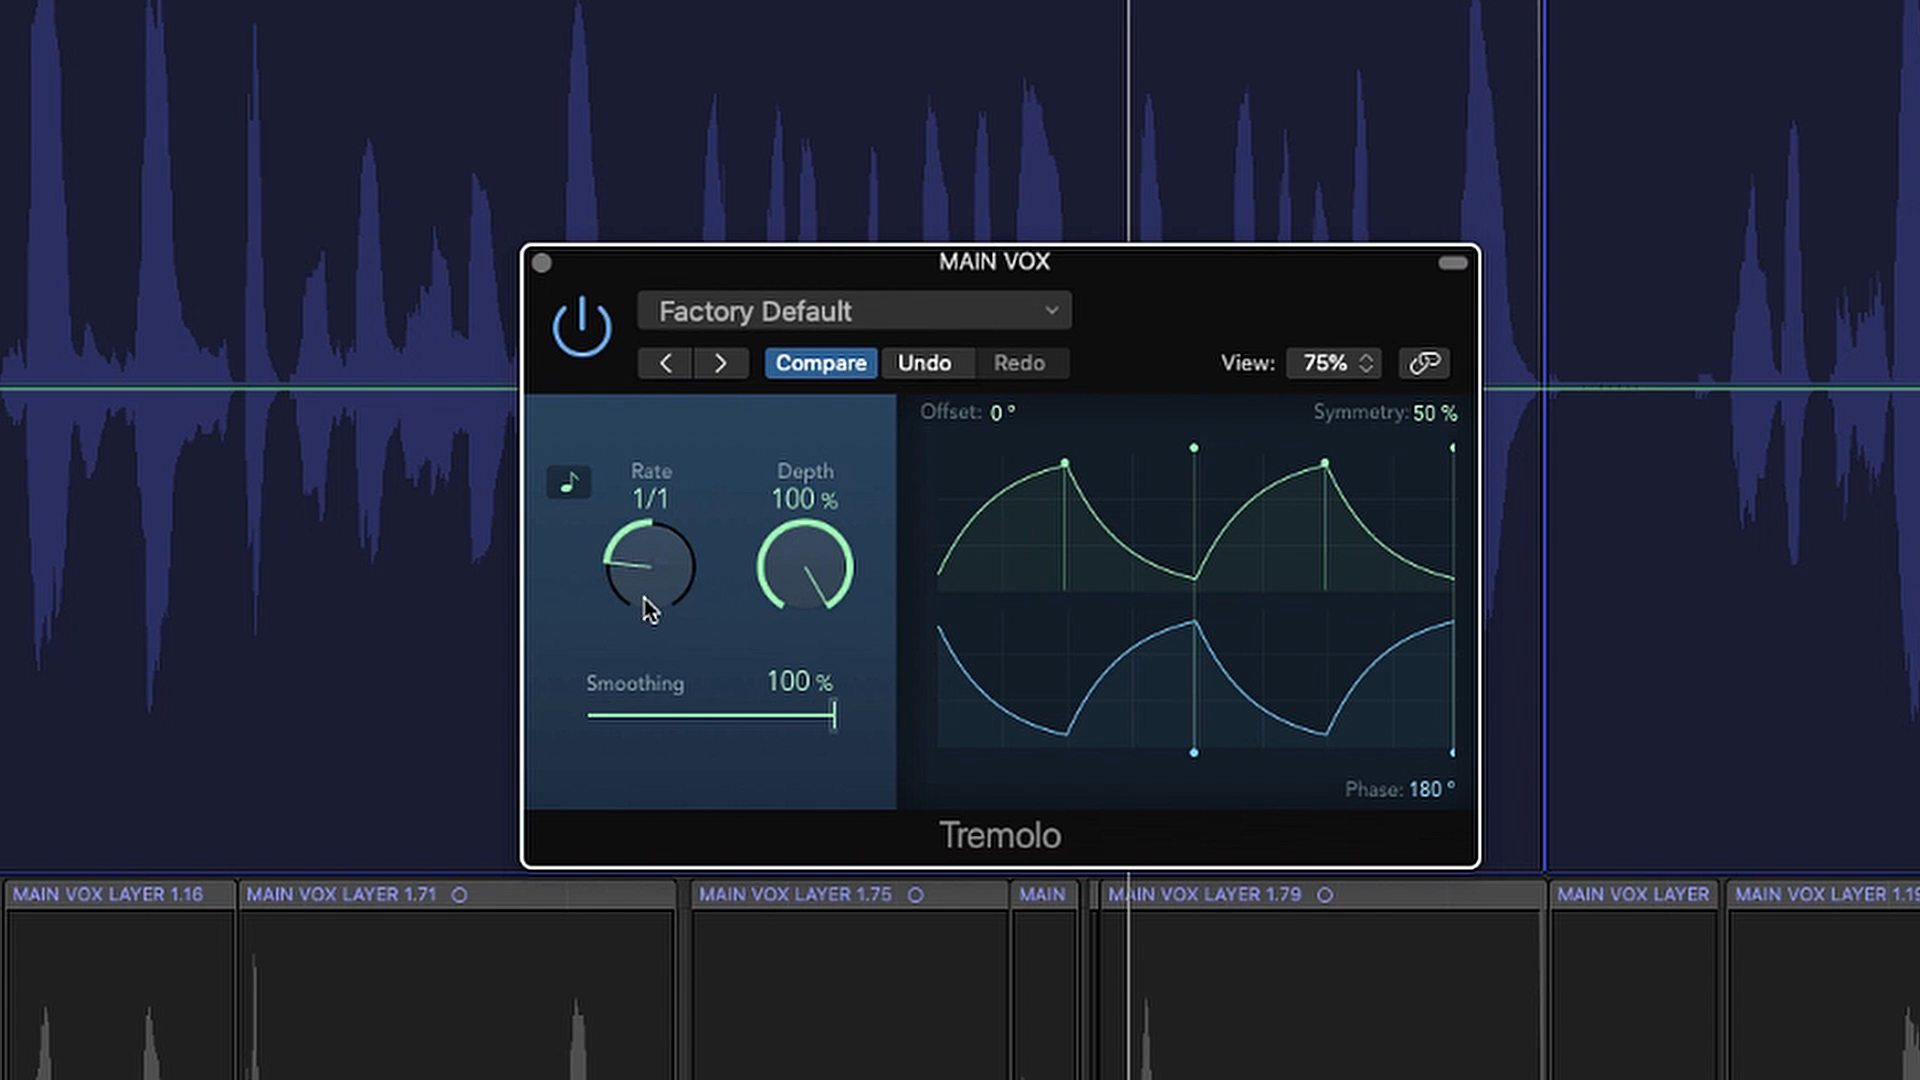 MAIN VOX
Factory Default
Compare Undo Redo View: 75%
Offset: 0 ° Symmetry: 50 %
Rate Depth
1/1 100 %
Smoothing 100 %
Phase: 180 °
Tremolo
MAIN VOX LAYER 1.16 MAIN VOX LAYER 1.71 MAIN VOX LAYER 1.75 MAIN MAIN VOX LAYER 1.79 MAIN VOX LAYER MAIN VOX LAYER 1.19